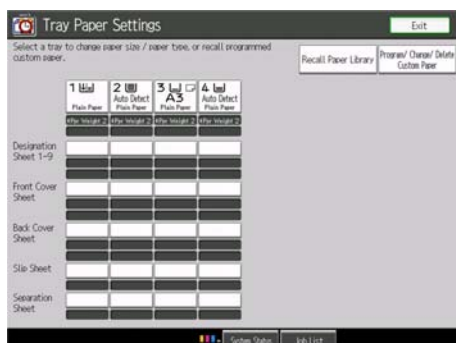 Tray Paper Settings
Exit
Select a tray to change paper size / paper type, or recall programmed
custom paper.
Recall Paper Library
Program/ Change/ Delete
Custom Paper
1
2
3
4
Auto Detect
A3
Auto Detect
Plain Paper
Plain Paper
Plain Paper
Plain Paper
Designation
Sheet 1-9
Front Cover
Sheet
Back Cover
Sheet
Slip Sheet
Separation
Sheet
System Status
Job List